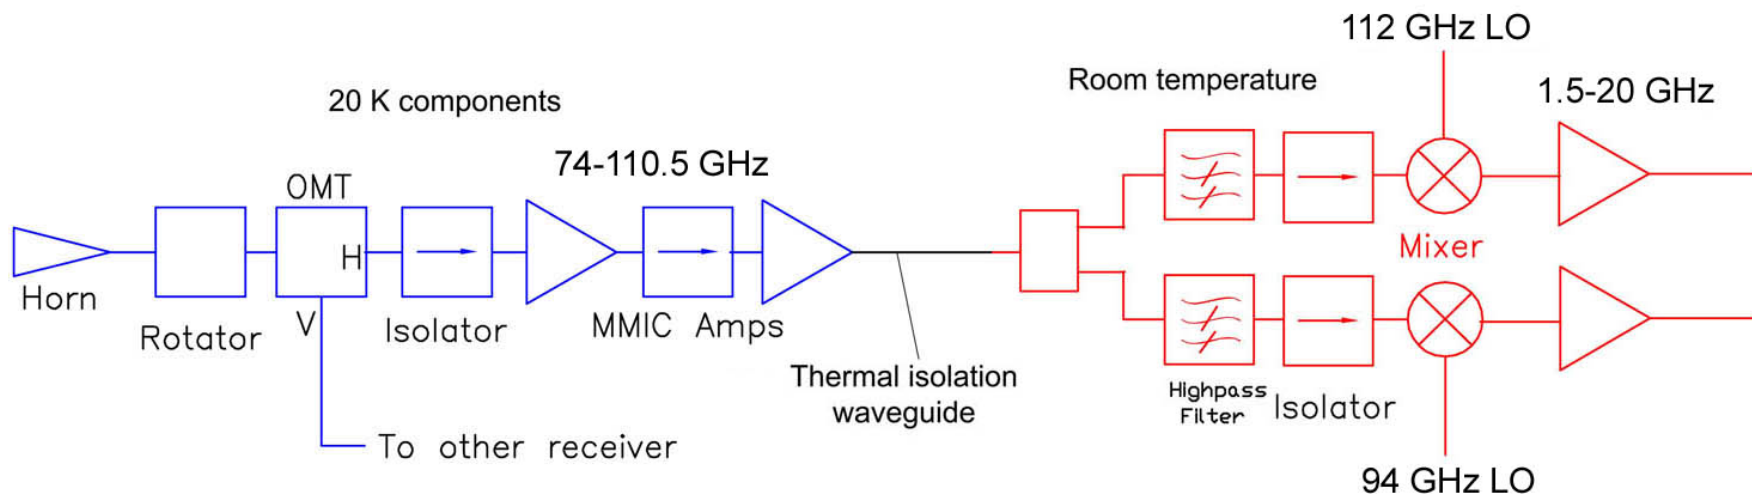 112 GHz LO
Room temperature
1.5-20 GHz
20 K components
74-110.5 GHz
OMT
H
Mixer
Horn
V
Rotator
Isolator
MMIC Amps
Thermal isolation
waveguide
Highpass
Filter
Isolator
To other receiver
94 GHz LO